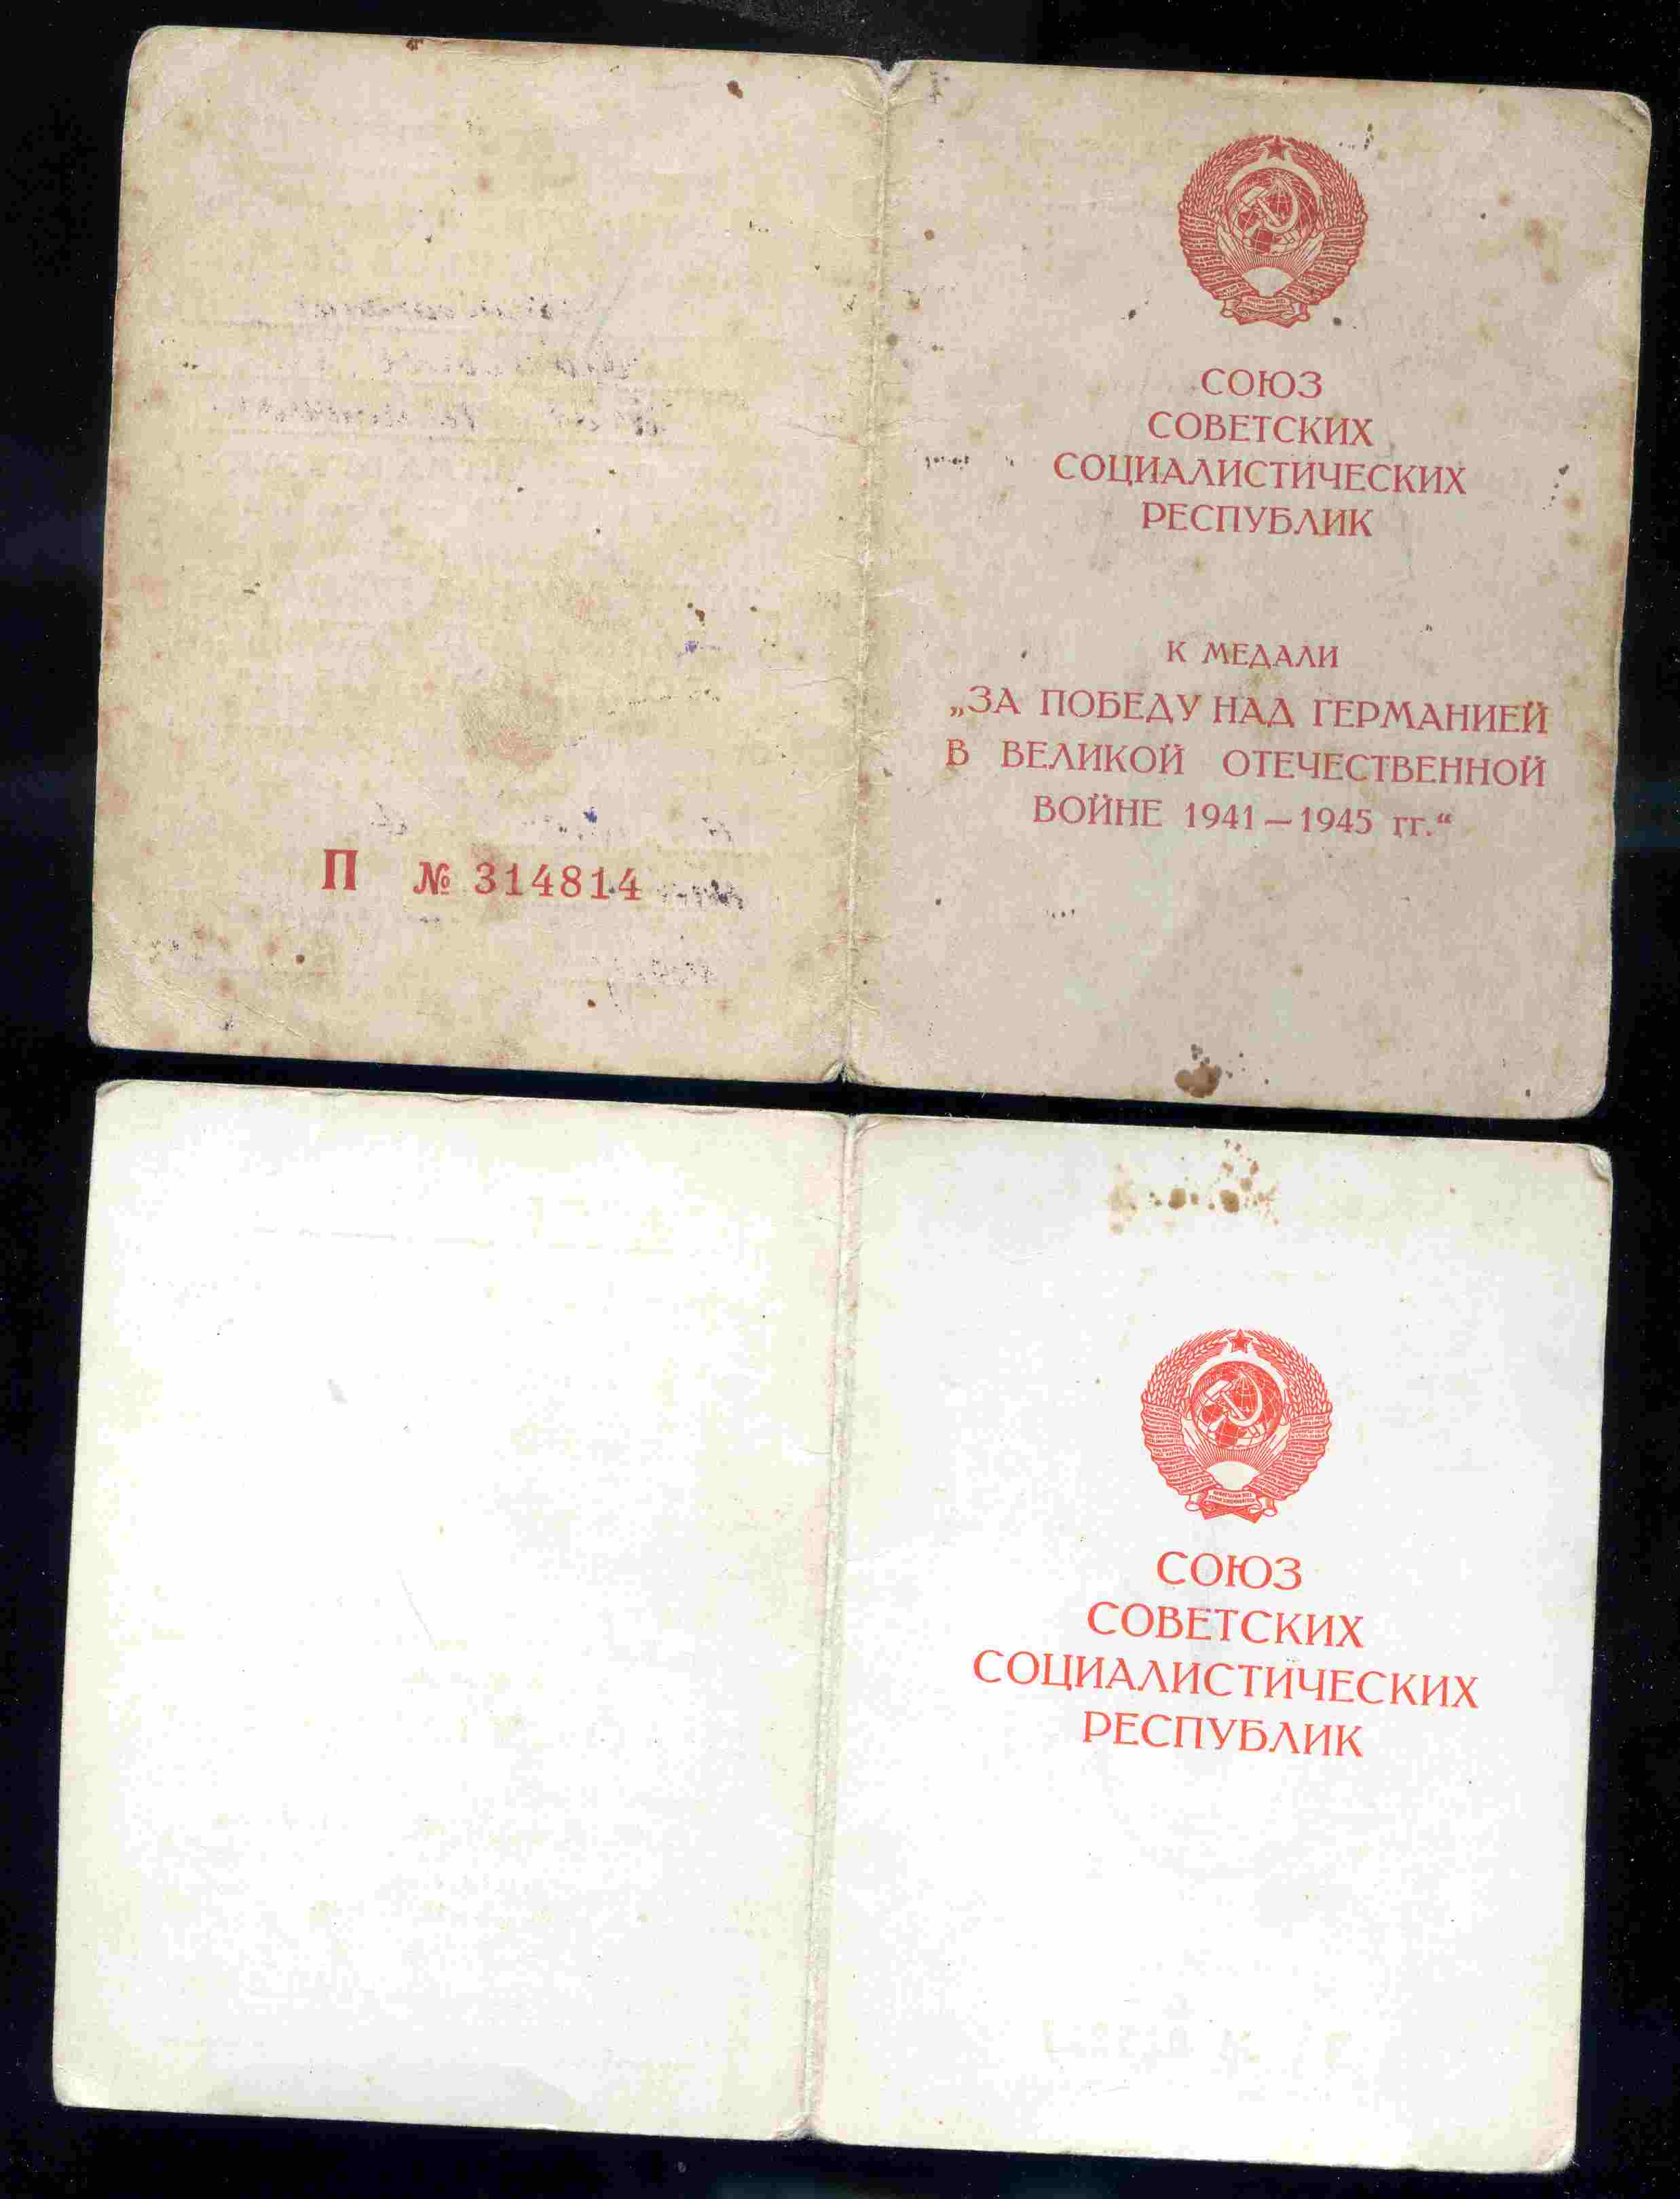 СОЮЗ
СОВЕТСКИХ
СОЦИАЛИСТИЧЕСКИХ
РЕСПУБЛИК
К МЕДАЛИ
„ЗА ПОБЕДУ НАД ГЕРМАНИЕЙ
В ВЕЛИКОЙ ОТЕЧЕСТВЕННОЙ
ВОЙНЕ 1941—1945 гг.“
П № 314814
СОЮЗ
СОВЕТСКИХ
СОЦИАЛИСТИЧЕСКИХ
РЕСПУБЛИК